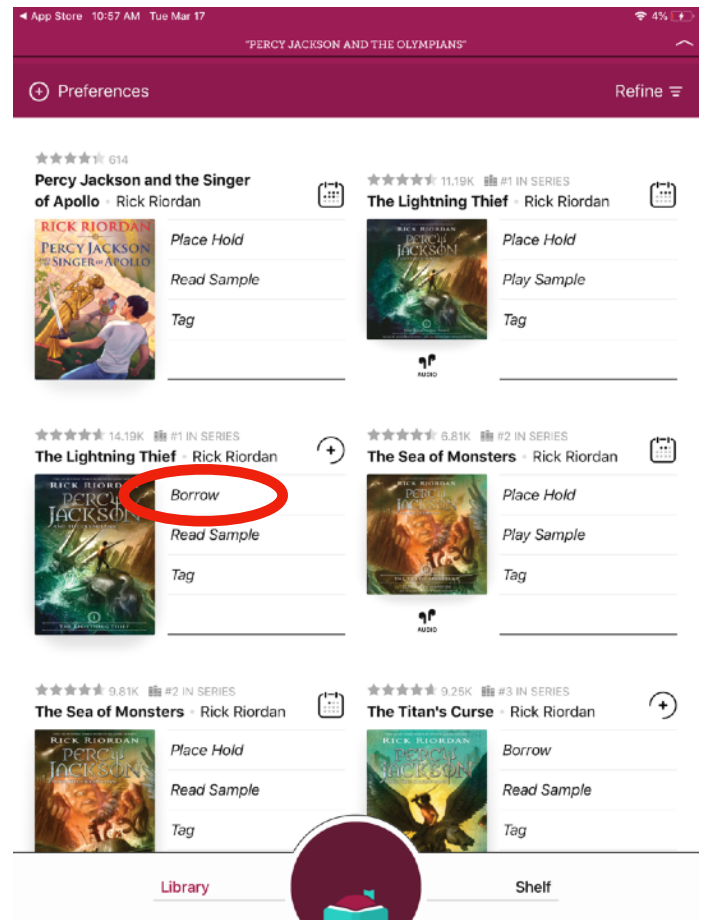 ◀ App Store 10:57 AM Tue Mar 17 4%
"PERCY JACKSON AND THE OLYMPIANS"
Preferences
Refine
614
Percy Jackson and the Singer
of Apollo • Rick Riordan
RICK RIORDAN
PERCY JACKSON
AND THE SINGER OF APOLLO
Place Hold
Read Sample
Tag
11.19K #1 IN SERIES
The Lightning Thief • Rick Riordan
RICK RIORDAN
PERCY
JACKSON
Place Hold
Play Sample
Tag
AUDIO
14.19K #1 IN SERIES
The Lightning Thief • Rick Riordan
RICK RIORD
PERCY
JACKSON
THE LIGHTNING THIEF
Borrow
Read Sample
Tag
6.81K #2 IN SERIES
The Sea of Monsters • Rick Riordan
RICK RIORDAN
PERCY
JACKSON
Place Hold
Play Sample
Tag
AUDIO
9.81K #2 IN SERIES
The Sea of Monsters • Rick Riordan
RICK RIORDAN
PERCY
JACKSON
Place Hold
Read Sample
Tag
9.25K #3 IN SERIES
The Titan's Curse • Rick Riordan
RICK RIORDAN
PERCY
JACKSON
Borrow
Read Sample
Tag
Library
Shelf